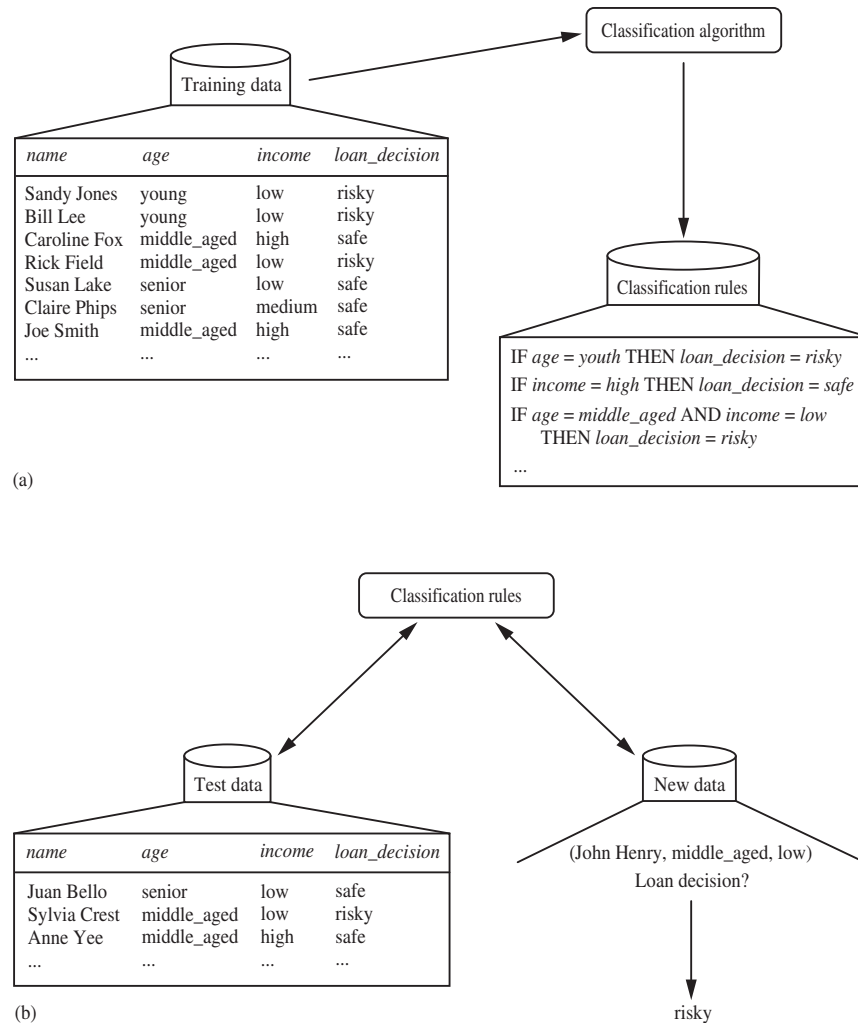 Classification algorithm
Training data
name age income loan_decision
Sandy Jones young low risky
Bill Lee young low risky
Caroline Fox middle_aged high safe
Rick Field middle_aged low risky
Susan Lake senior low safe
Claire Phips senior medium safe
Joe Smith middle_aged high safe
... ... ... ...
Classification rules
IF age = youth THEN loan_decision = risky
IF income = high THEN loan_decision = safe
IF age = middle_aged AND income = low
THEN loan_decision = risky
...
(a)
Classification rules
Test data
name age income loan_decision
Juan Bello senior low safe
Sylvia Crest middle_aged low risky
Anne Yee middle_aged high safe
... ... ... ...
New data
(John Henry, middle_aged, low)
Loan decision?
risky
(b)